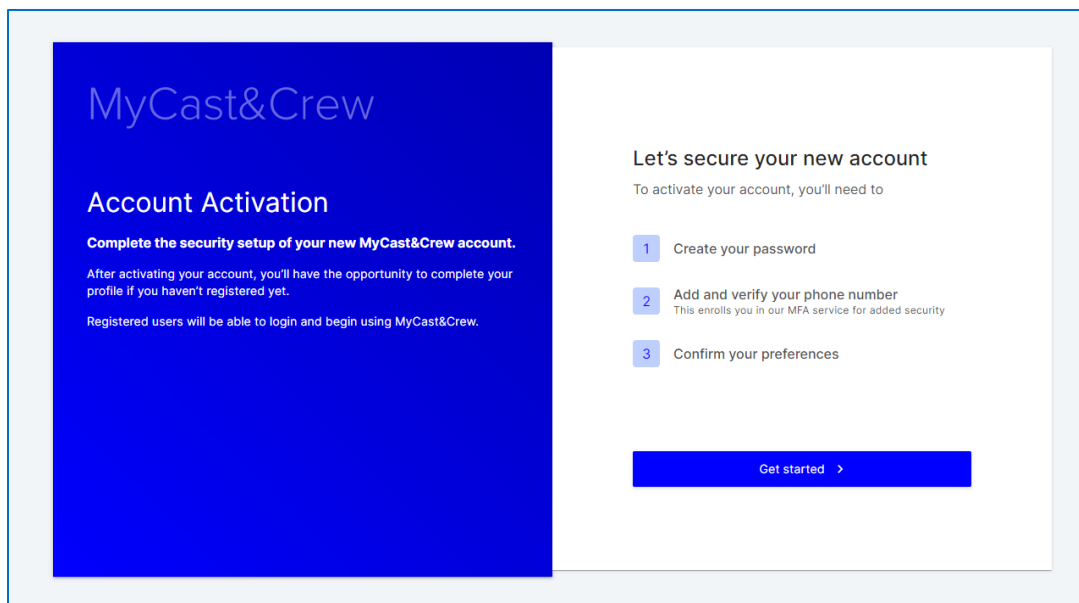 MyCast&Crew
Account Activation
Complete the security setup of your new MyCast&Crew account.
After activating your account, you'll have the opportunity to complete your
profile if you haven't registered yet.
Registered users will be able to login and begin using MyCast&Crew.
Let's secure your new account
To activate your account, you'll need to
1 Create your password
2 Add and verify your phone number
This enrolls you in our MFA service for added security
3 Confirm your preferences
Get started >